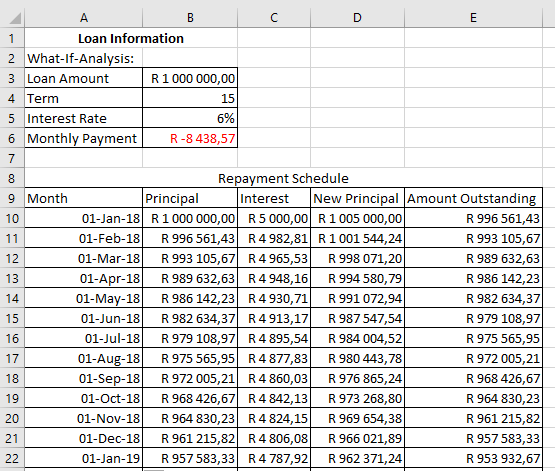 A B C D E
1 Loan Information
2 What-If-Analysis:
3 Loan Amount R 1 000 000,00
4 Term 15
5 Interest Rate 6%
6 Monthly Payment R -8 438,57
7
8 Repayment Schedule
9 Month Principal Interest New Principal Amount Outstanding
10 01-Jan-18 R 1 000 000,00 R 5 000,00 R 1 005 000,00 R 996 561,43
11 01-Feb-18 R 996 561,43 R 4 982,81 R 1 001 544,24 R 993 105,67
12 01-Mar-18 R 993 105,67 R 4 965,53 R 998 071,20 R 989 632,63
13 01-Apr-18 R 989 632,63 R 4 948,16 R 994 580,79 R 986 142,23
14 01-May-18 R 986 142,23 R 4 930,71 R 991 072,94 R 982 634,37
15 01-Jun-18 R 982 634,37 R 4 913,17 R 987 547,54 R 979 108,97
16 01-Jul-18 R 979 108,97 R 4 895,54 R 984 004,52 R 975 565,95
17 01-Aug-18 R 975 565,95 R 4 877,83 R 980 443,78 R 972 005,21
18 01-Sep-18 R 972 005,21 R 4 860,03 R 976 865,24 R 968 426,67
19 01-Oct-18 R 968 426,67 R 4 842,13 R 973 268,80 R 964 830,23
20 01-Nov-18 R 964 830,23 R 4 824,15 R 969 654,38 R 961 215,82
21 01-Dec-18 R 961 215,82 R 4 806,08 R 966 021,89 R 957 583,33
22 01-Jan-19 R 957 583,33 R 4 787,92 R 962 371,24 R 953 932,67